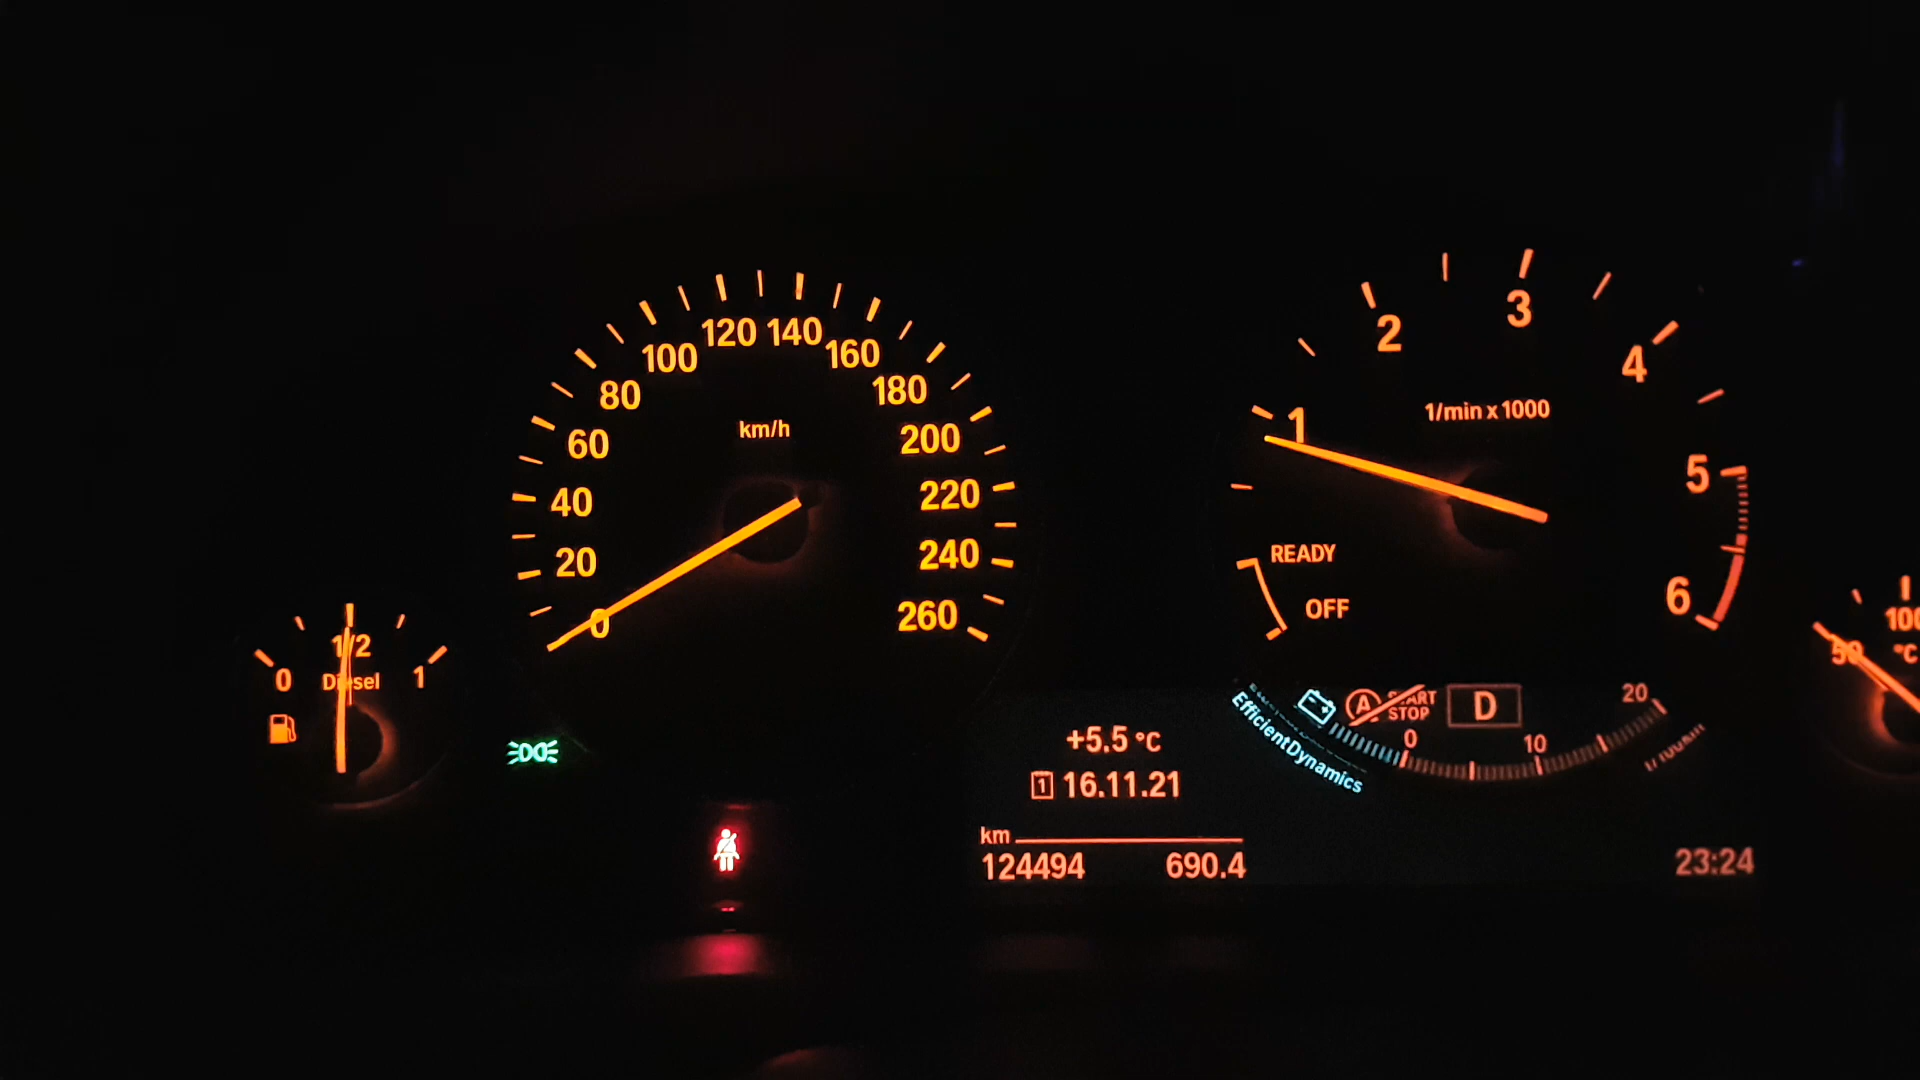 120 140
100 160
80 180
60 200
40 220
20 240
0 260
km/h
1 2 3 4 5 6
1/min x 1000
READY
OFF
0 1/2 1
Diesel
50 100
°C
A START
STOP
D
0 10 20
EfficientDynamics
+5.5 °C
1 16.11.21
km
124494 690.4
23:24